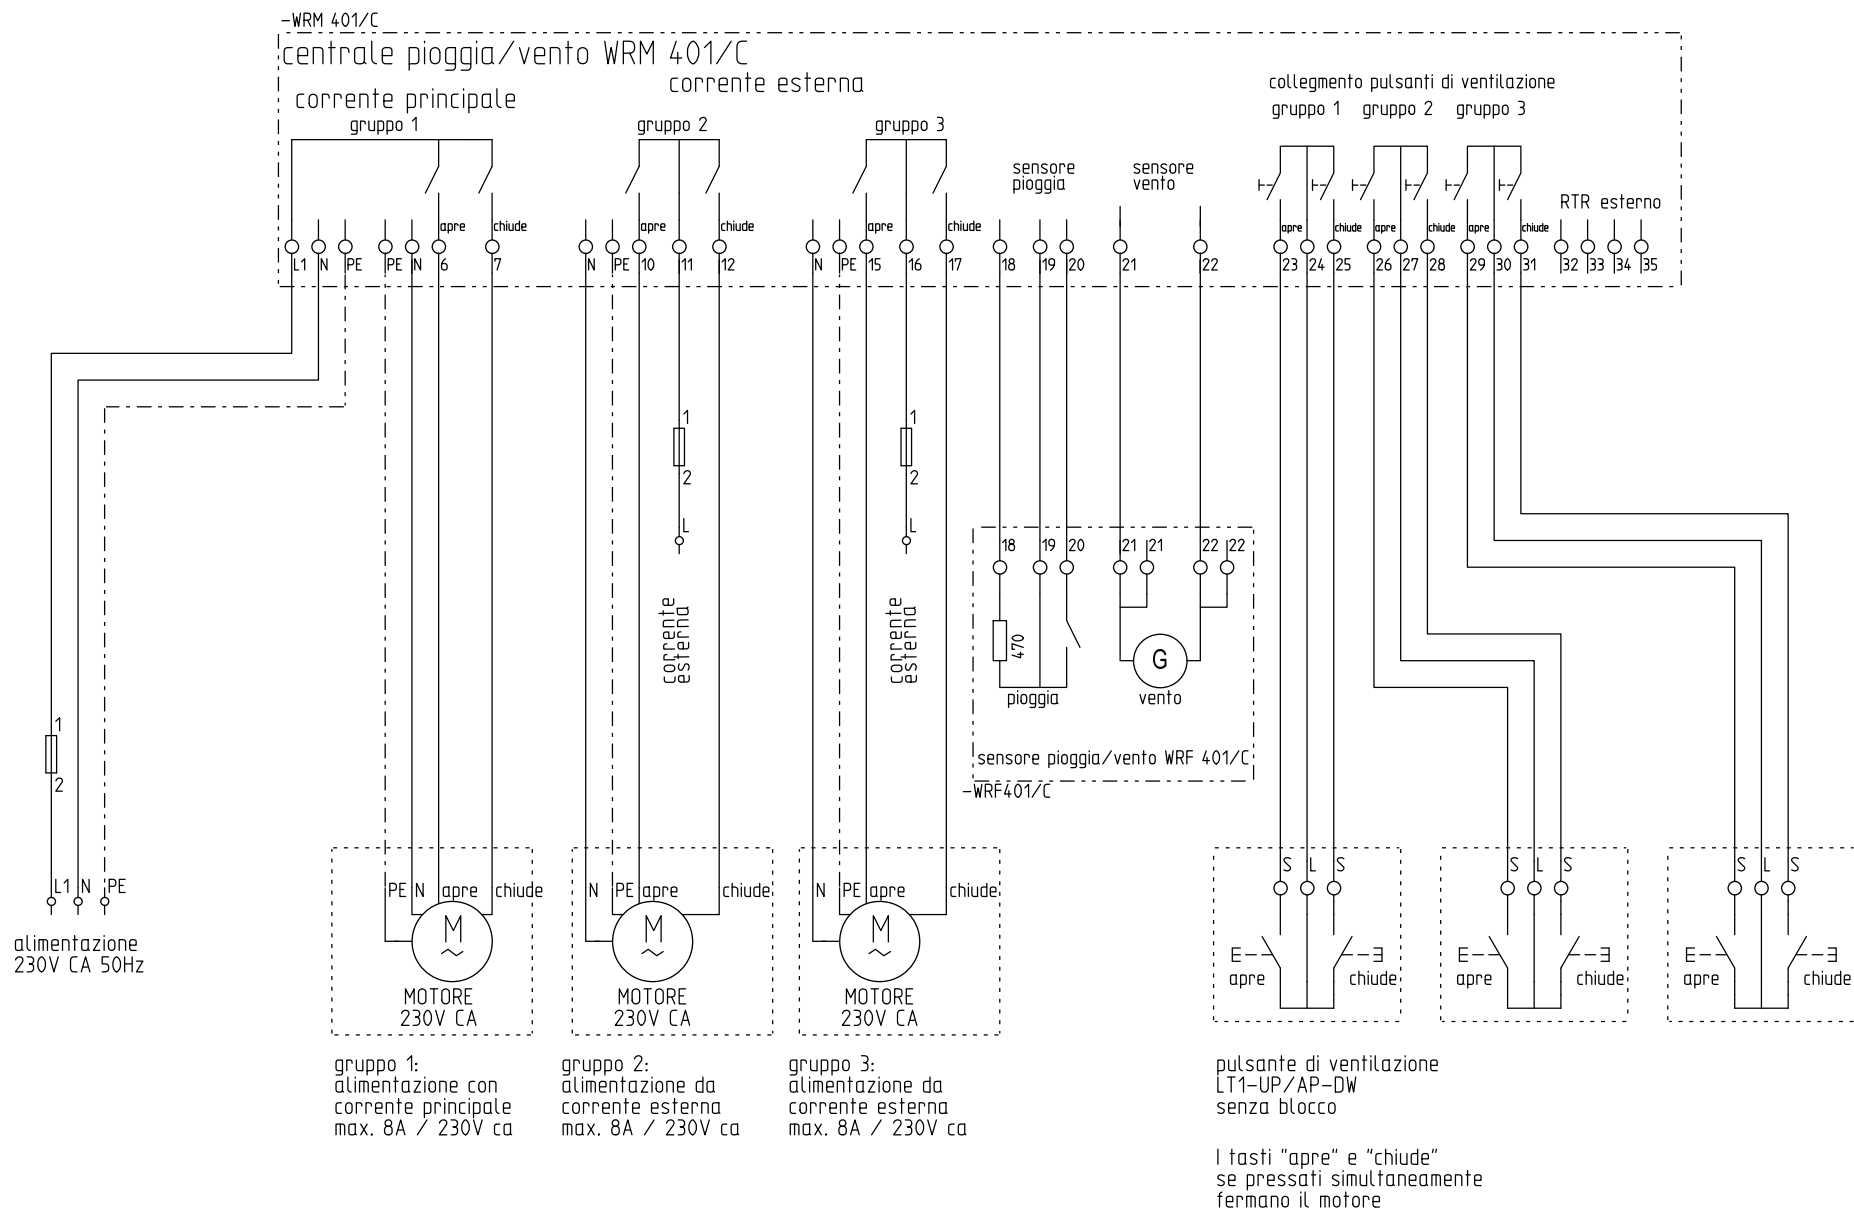 -WRM 401/C
centrale pioggia/vento WRM 401/C
corrente esterna
corrente principale
collegmento pulsanti di ventilazione
gruppo 1 gruppo 2 gruppo 3
gruppo 1
gruppo 2
gruppo 3
sensore
pioggia
sensore
vento
RTR esterno
apre chiude apre chiude apre chiude apre chiude apre chiude apre chiude
L1 N PE PE N 6 7 N PE 10 11 12 N PE 15 16 17 18 19 20 21 22 23 24 25 26 27 28 29 30 31 32 33 34 35
1
2
L
corrente
esterna
1
2
L
corrente
esterna
18 19 20 21 21 22 22
470
G
pioggia
vento
sensore pioggia/vento WRF 401/C
-WRF401/C
1
2
L1 N PE
alimentazione
230V CA 50Hz
PE N apre chiude
M
MOTORE
230V CA
N PE apre chiude
M
MOTORE
230V CA
N PE apre chiude
M
MOTORE
230V CA
S L S
apre chiude
S L S
apre chiude
S L S
apre chiude
gruppo 1:
alimentazione con
corrente principale
max. 8A / 230V ca
gruppo 2:
alimentazione da
corrente esterna
max. 8A / 230V ca
gruppo 3:
alimentazione da
corrente esterna
max. 8A / 230V ca
pulsante di ventilazione
LT1-UP/AP-DW
senza blocco
I tasti "apre" e "chiude"
se pressati simultaneamente
fermano il motore